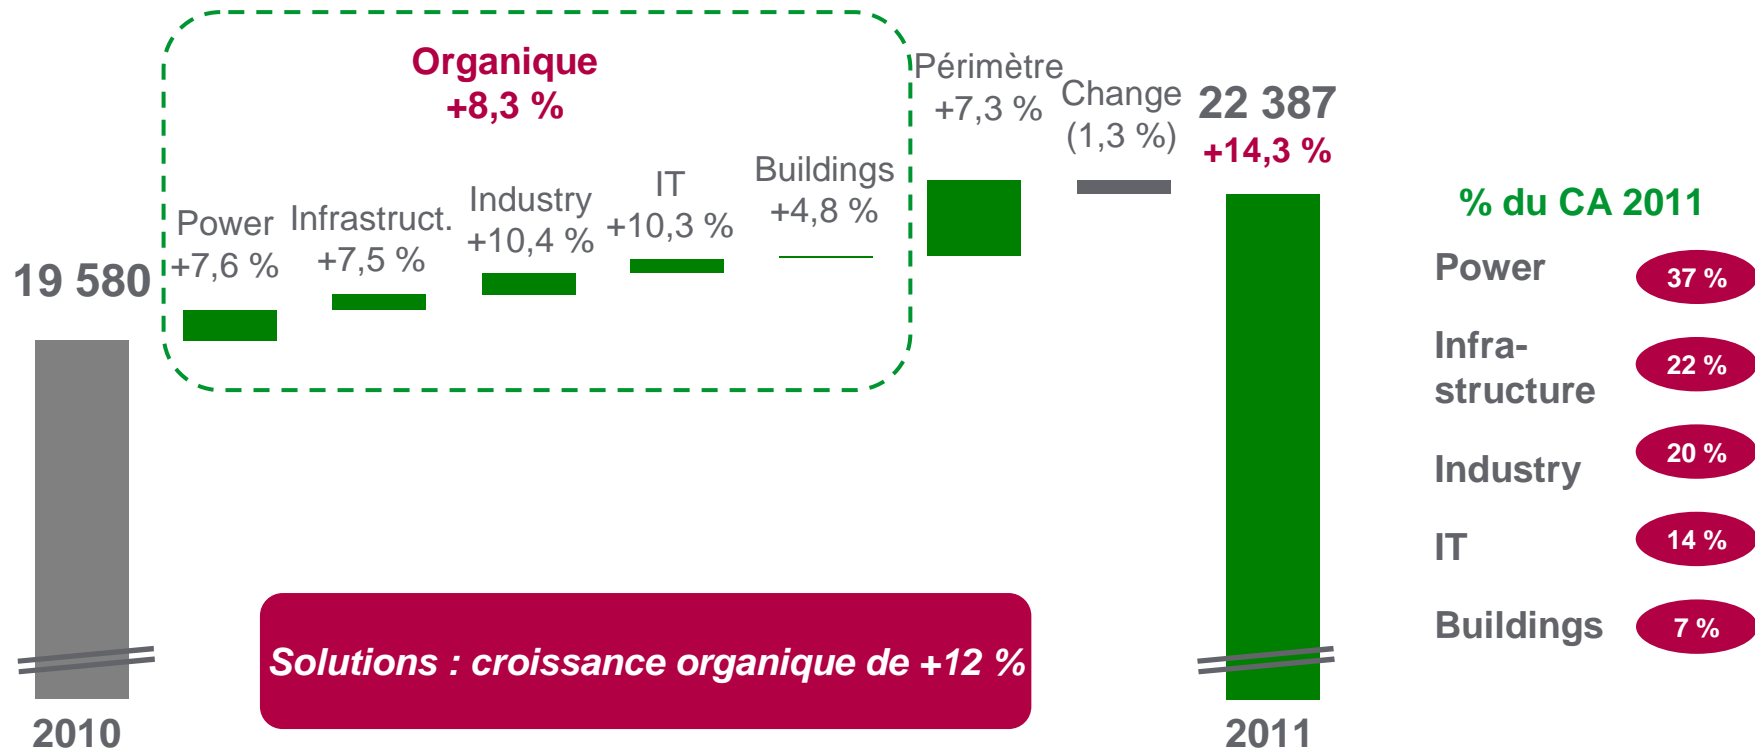 Organique
+8,3 %
Power
+7,6 %
Infrastruct.
+7,5 %
Industry
+10,4 %
IT
+10,3 %
Buildings
+4,8 %
Périmètre
+7,3 %
Change
(1,3 %)
19 580
22 387
+14,3 %
2010
2011
Solutions : croissance organique de +12 %
% du CA 2011
Power
37 %
Infra-
structure
22 %
Industry
20 %
IT
14 %
Buildings
7 %